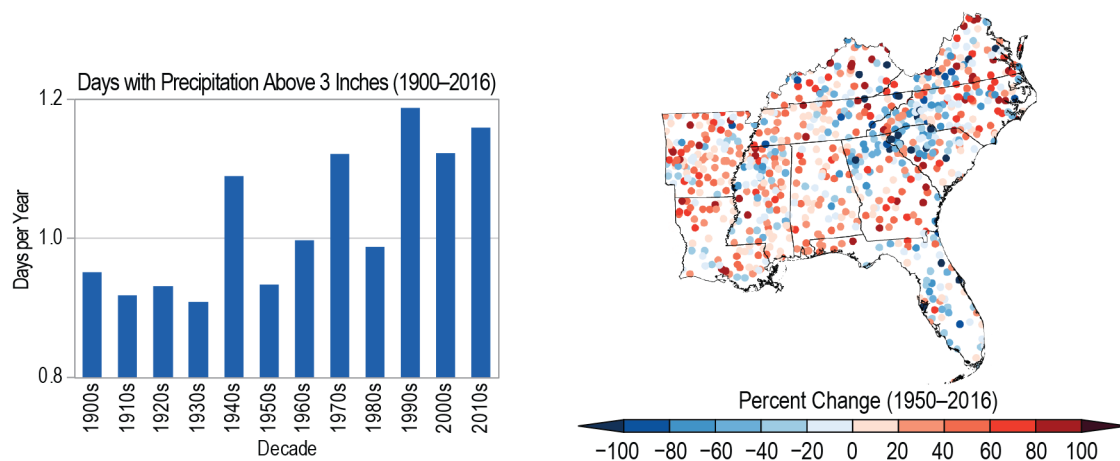 Days with Precipitation Above 3 Inches (1900–2016)
1.2
1.0
0.8
Days per Year
1900s
1910s
1920s
1930s
1940s
1950s
1960s
1970s
1980s
1990s
2000s
2010s
Decade
Percent Change (1950–2016)
−100 −80 −60 −40 −20 0 20 40 60 80 100